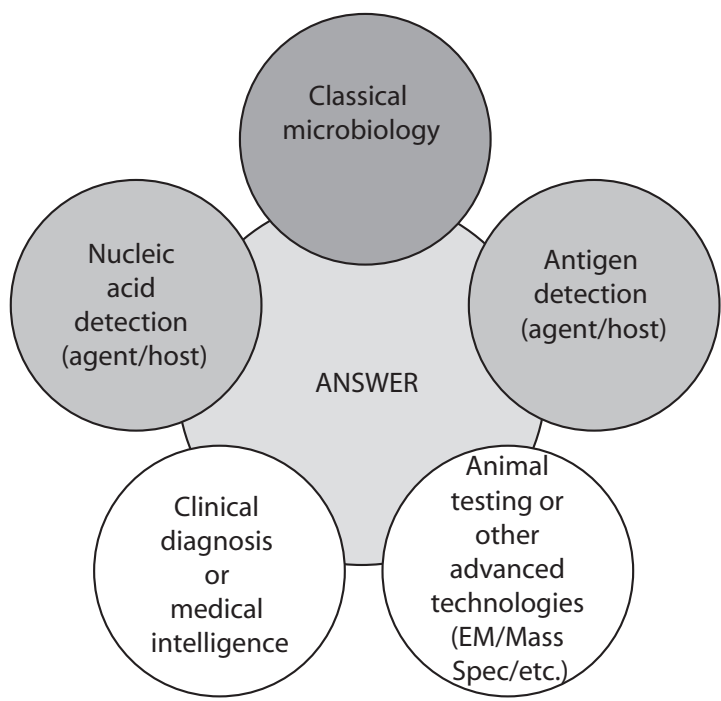 Classical
microbiology
Nucleic
acid
detection
(agent/host)
Antigen
detection
(agent/host)
ANSWER
Clinical
diagnosis
or
medical
intelligence
Animal
testing or
other
advanced
technologies
(EM/Mass
Spec/etc.)